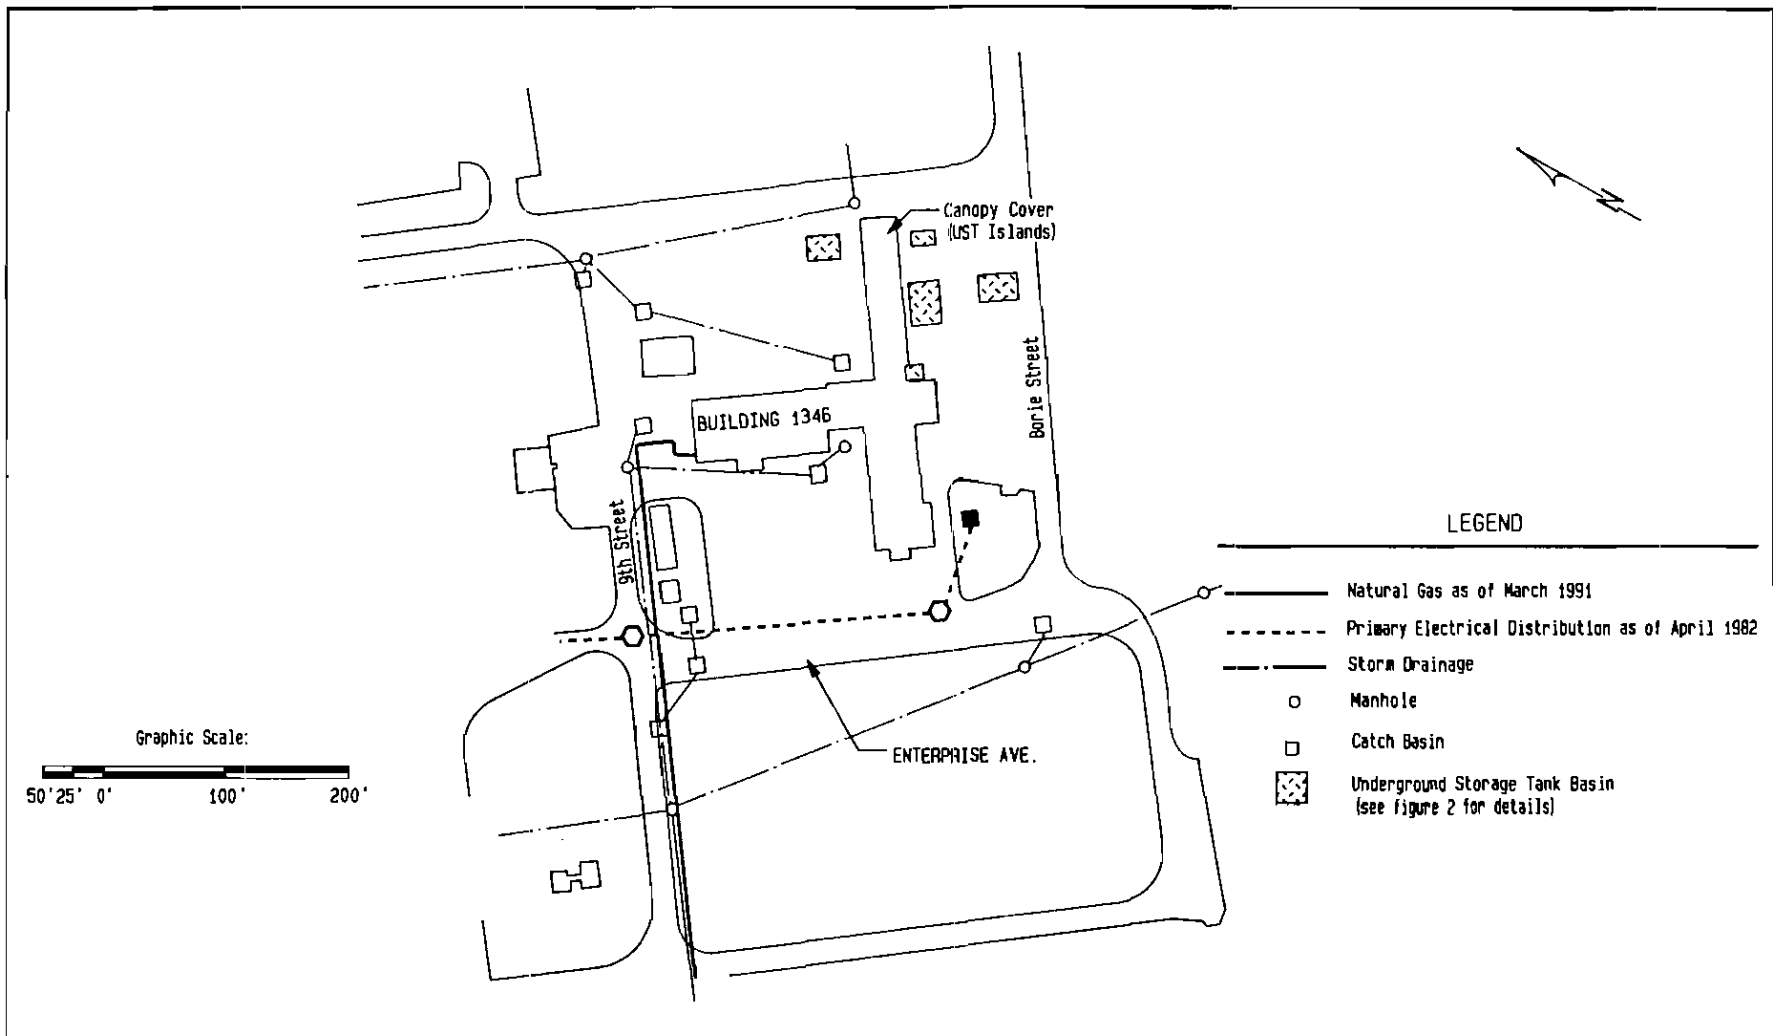 Canopy Cover
(UST Islands)
BUILDING 1346
Borie Street
9th Street
ENTERPRISE AVE.
N
Graphic Scale:
50' 25' 0' 100' 200'
LEGEND
Natural Gas as of March 1991
Primary Electrical Distribution as of April 1982
Storm Drainage
Manhole
Catch Basin
Underground Storage Tank Basin
(see figure 2 for details)